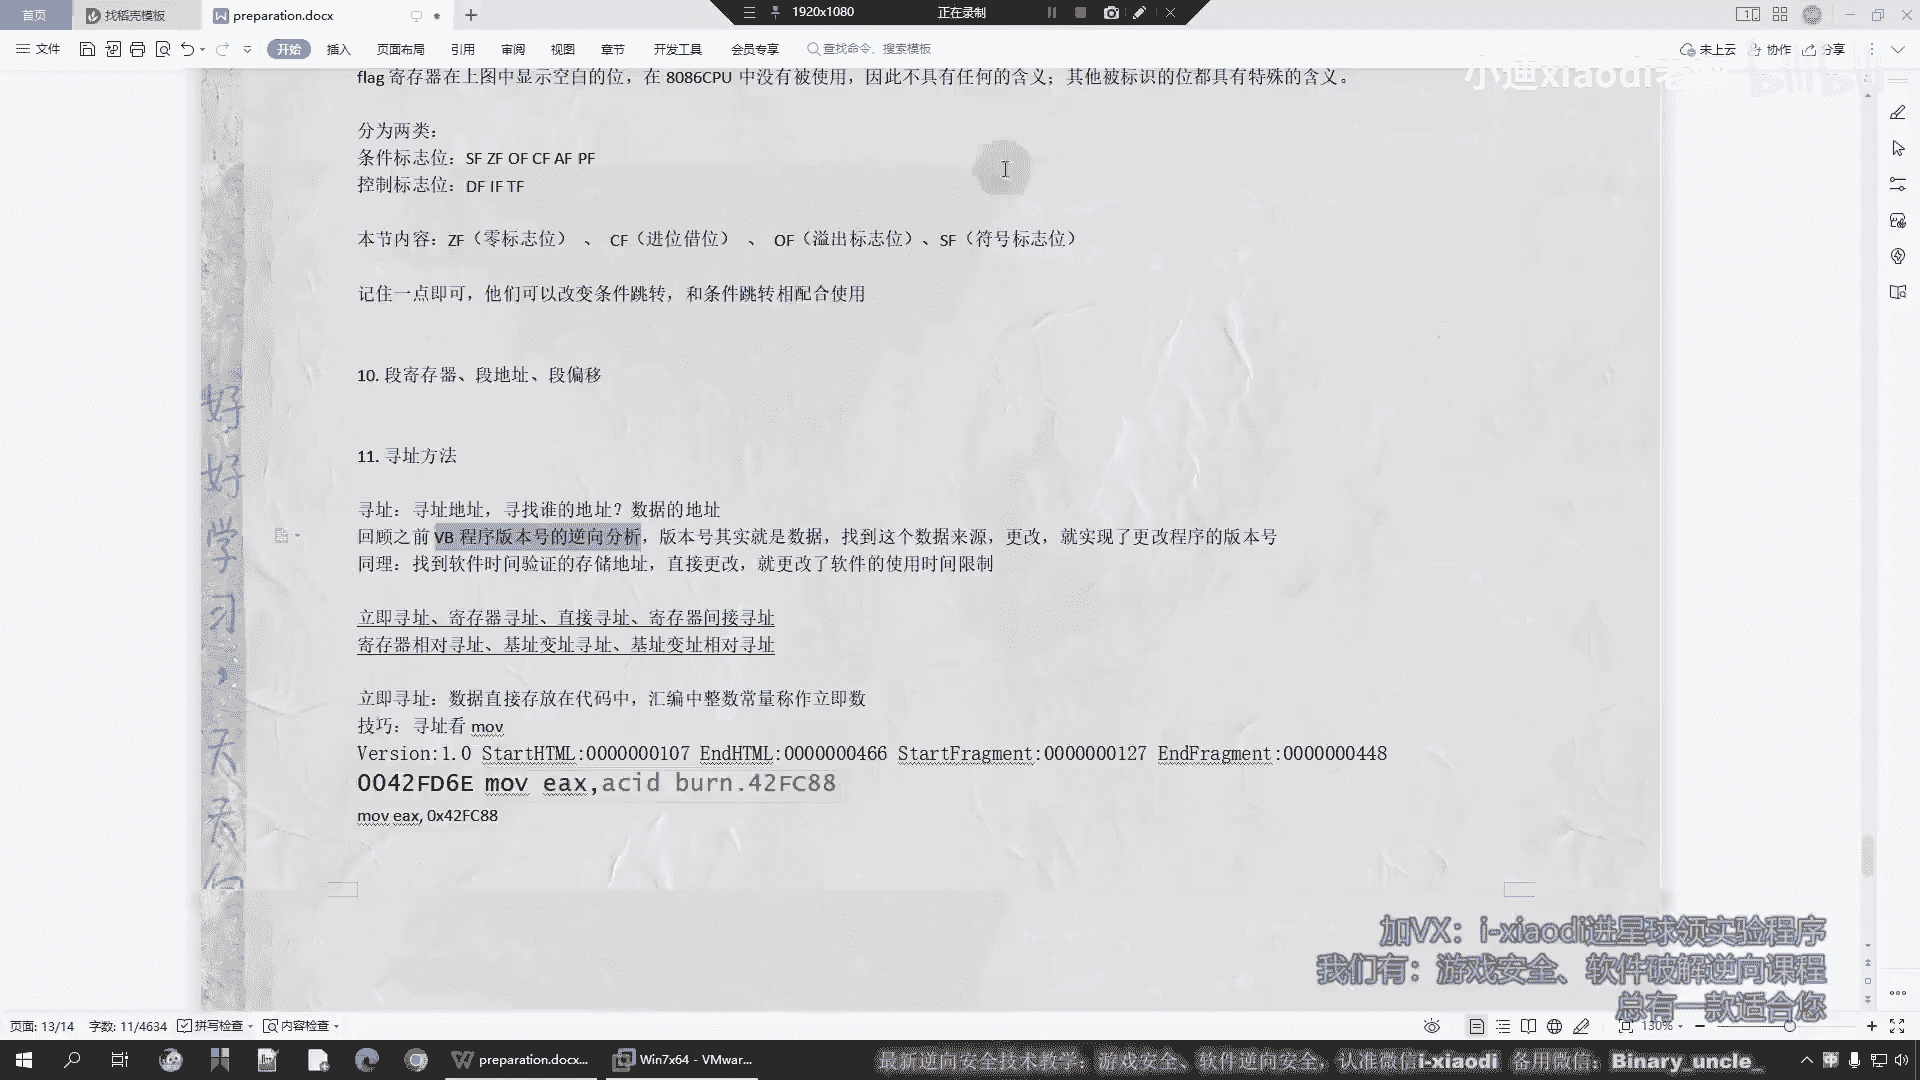 首页 找稻壳模板 preparation.docx
1920x1080 正在录制
文件 开始 插入 页面布局 引用 审阅 视图 章节 开发工具 会员专享 查找命令、搜索模板 未上云 协作 分享
小迪xiaodi老
flag 寄存器在上图中显示空白的位，在 8086CPU 中没有被使用，因此不具有任何的含义；其他被标识的位都具有特殊的含义。
分为两类：
条件标志位：SF ZF OF CF AF PF
控制标志位：DF IF TF
本节内容：ZF（零标志位） 、 CF（进位借位） 、 OF（溢出标志位）、SF（符号标志位）
记住一点即可，他们可以改变条件跳转，和条件跳转相配合使用
10. 段寄存器、段地址、段偏移
11. 寻址方法
寻址：寻址地址，寻找谁的地址？数据的地址
回顾之前 VB 程序版本号的逆向分析，版本号其实就是数据，找到这个数据来源，更改，就实现了更改程序的版本号
同理：找到软件时间验证的存储地址，直接更改，就更改了软件的使用时间限制
立即寻址、寄存器寻址、直接寻址、寄存器间接寻址
寄存器相对寻址、基址变址寻址、基址变址相对寻址
立即寻址：数据直接存放在代码中，汇编中整数常量称作立即数
技巧：寻址看 mov
Version:1.0 StartHTML:0000000107 EndHTML:0000000466 StartFragment:0000000127 EndFragment:0000000448
0042FD6E mov eax,acid burn.42FC88
mov eax, 0x42FC88
好好学习，天天向
加VX：i-xiaodi进星球领实验程序
我们有：游戏安全、软件破解逆向课程
总有一款适合您
页面: 13/14 字数: 11/4634 拼写检查 内容检查 130%
preparation.docx... Win7x64 - VMwar...
最新逆向安全技术教学：游戏安全、软件逆向安全，认准微信i-xiaodi 备用微信：Binary_uncle_